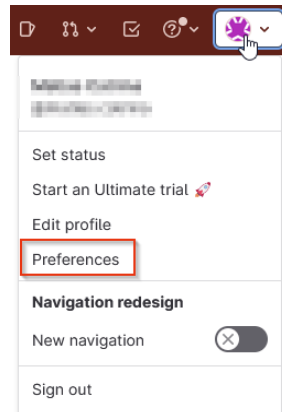 Set status
Start an Ultimate trial 🚀
Edit profile
Preferences
Navigation redesign
New navigation
Sign out